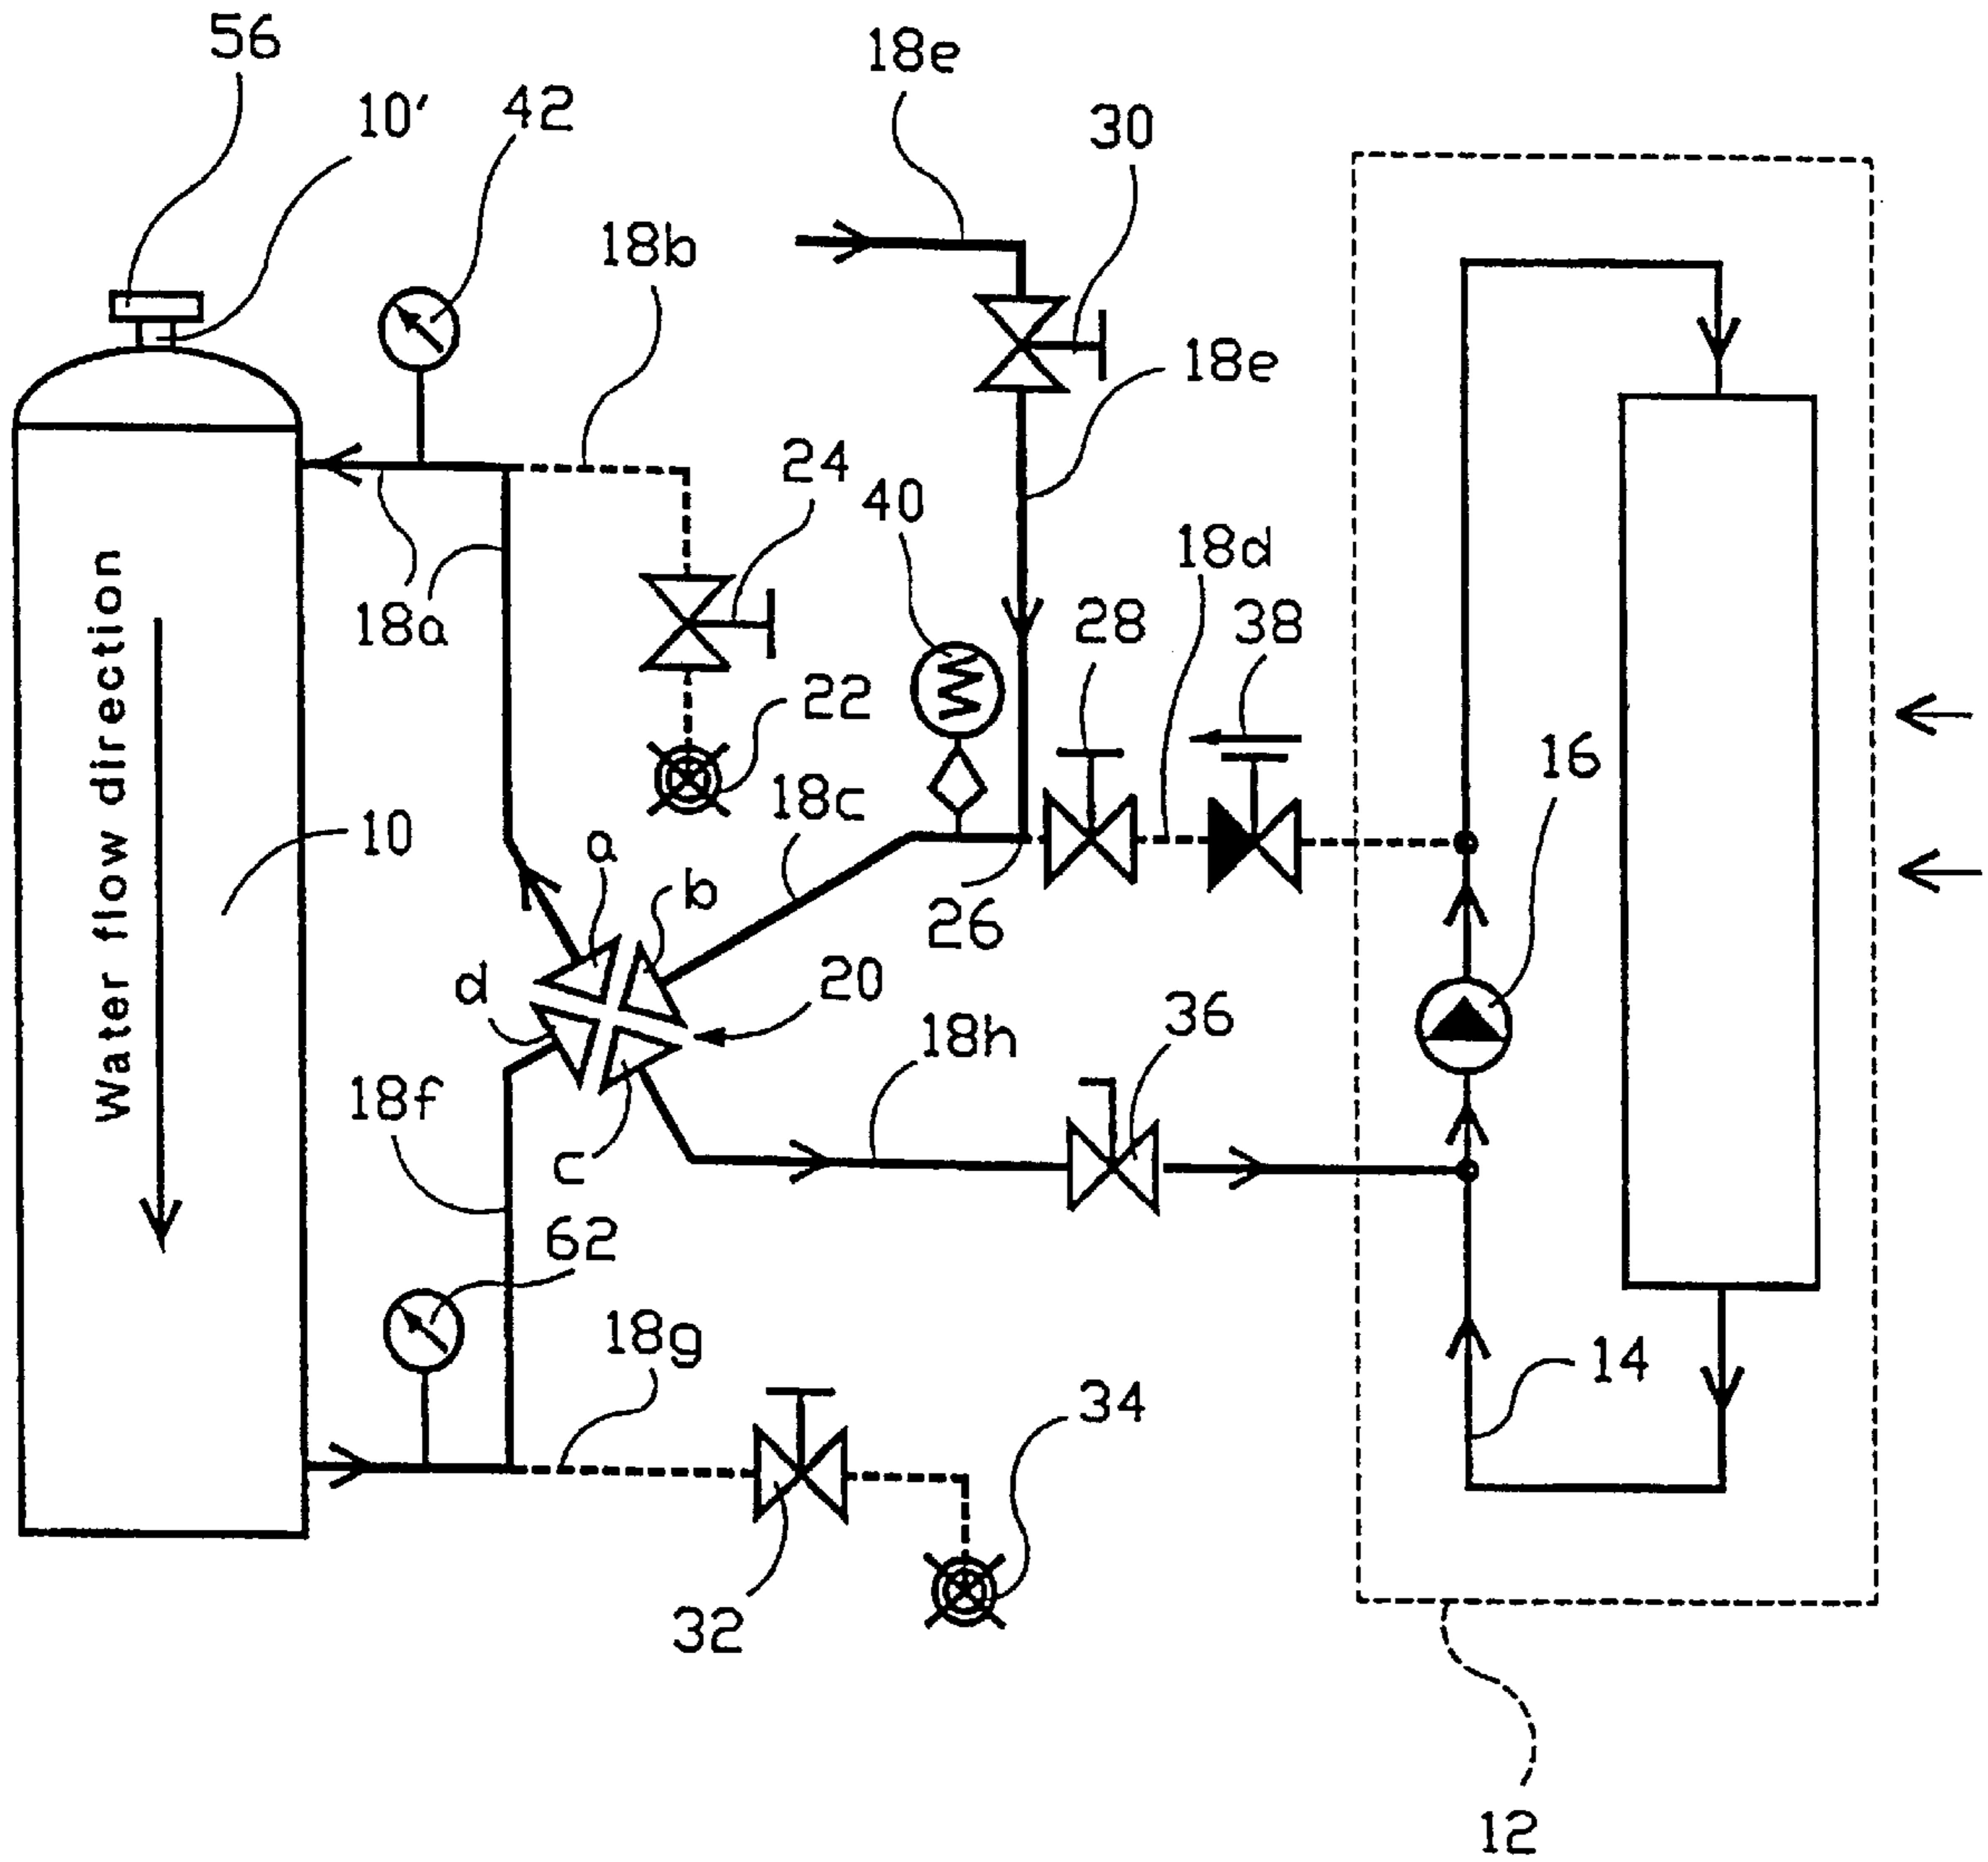 56
10'
42
18e
30
18b
18e
24
40
18d
28
38
18a
22
16
18c
10
a
b
26
d
20
18h
36
18f
c
62
18g
14
34
32
12
Water flow direction